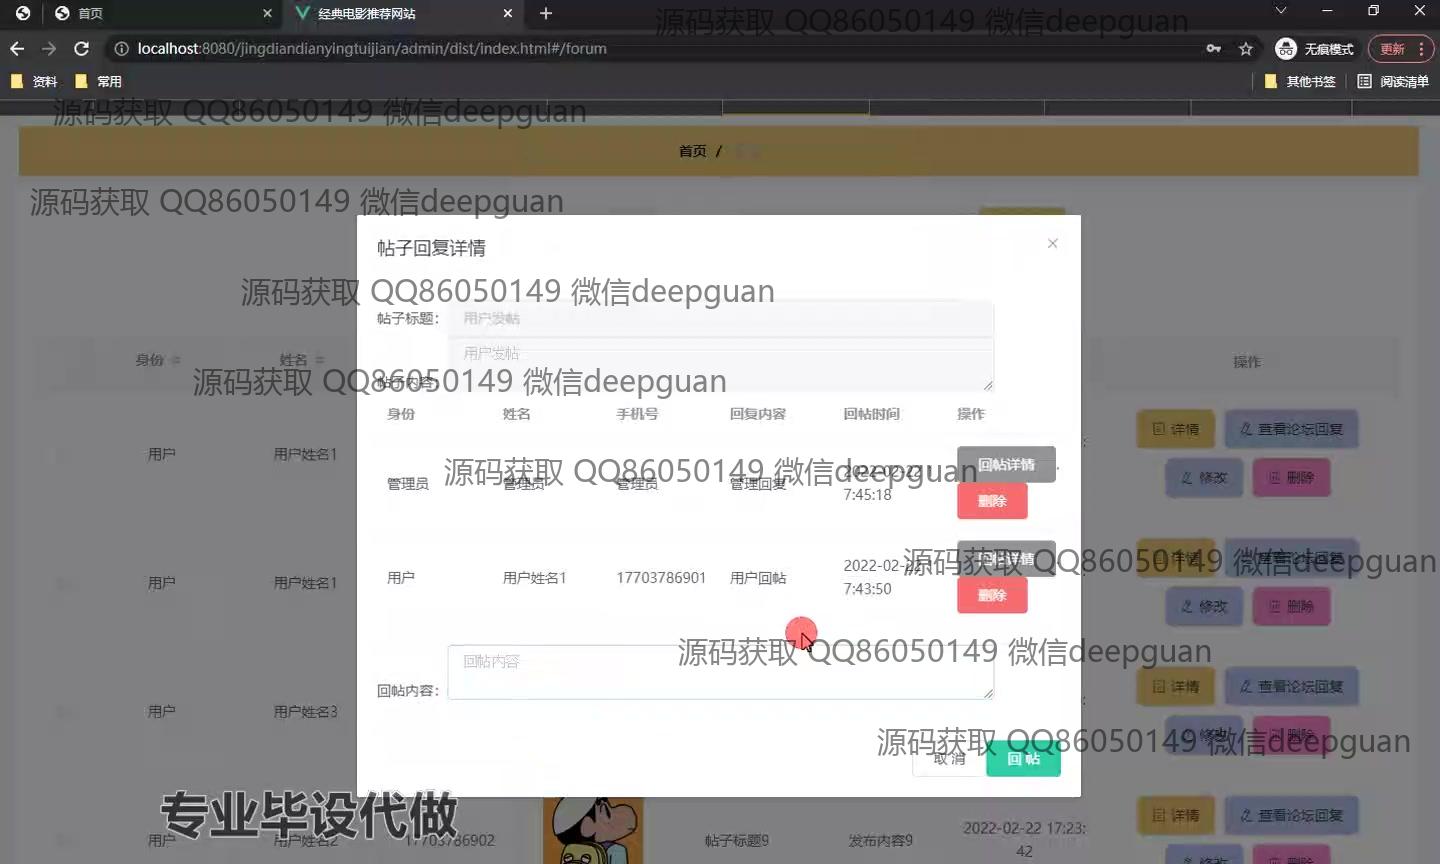 首页
经典电影推荐网站
源码获取 QQ86050149 微信deepguan
localhost:8080/jingdiandianyingtuijian/admin/dist/index.html#/forum
无痕模式
更新
资料
常用
其他书签
阅读清单
源码获取 QQ86050149 微信deepguan
首页 /
源码获取 QQ86050149 微信deepguan
帖子回复详情
源码获取 QQ86050149 微信deepguan
帖子标题：
用户发帖
用户发帖
身份
姓名
操作
源码获取 QQ86050149 微信deepguan
帖子内容：
身份
姓名
手机号
回复内容
回帖时间
操作
用户
用户姓名1
详情
查看论坛回复
修改
删除
源码获取 QQ86050149 微信deepguan
管理员
管理员
管理员
管理回复
2022-02-22 1
7:45:18
回帖详情
删除
源码获取 QQ86050149 微信deepguan
用户
用户姓名1
用户
用户姓名1
17703786901
用户回帖
2022-02-22 1
7:43:50
回帖详情
删除
详情
查看论坛回复
修改
删除
源码获取 QQ86050149 微信deepguan
回帖内容：
回帖内容
用户
用户姓名3
详情
查看论坛回复
修改
删除
源码获取 QQ86050149 微信deepguan
取 消
回 帖
专业毕设代做
用户
用户姓名2
17703786902
帖子标题9
发布内容9
2022-02-22 17:23:
42
详情
查看论坛回复
修改
删除